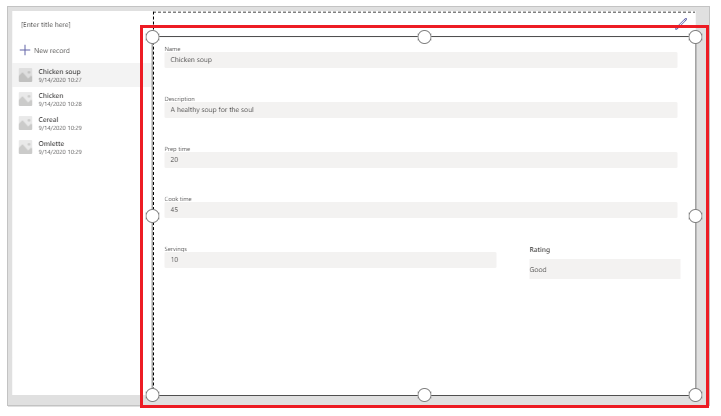 [Enter title here]
New record
Chicken soup
9/14/2020 10:27
Chicken
9/14/2020 10:28
Cereal
9/14/2020 10:29
Omlette
9/14/2020 10:29
Name
Chicken soup
Description
A healthy soup for the soul
Prep time
20
Cook time
45
Servings
10
Rating
Good